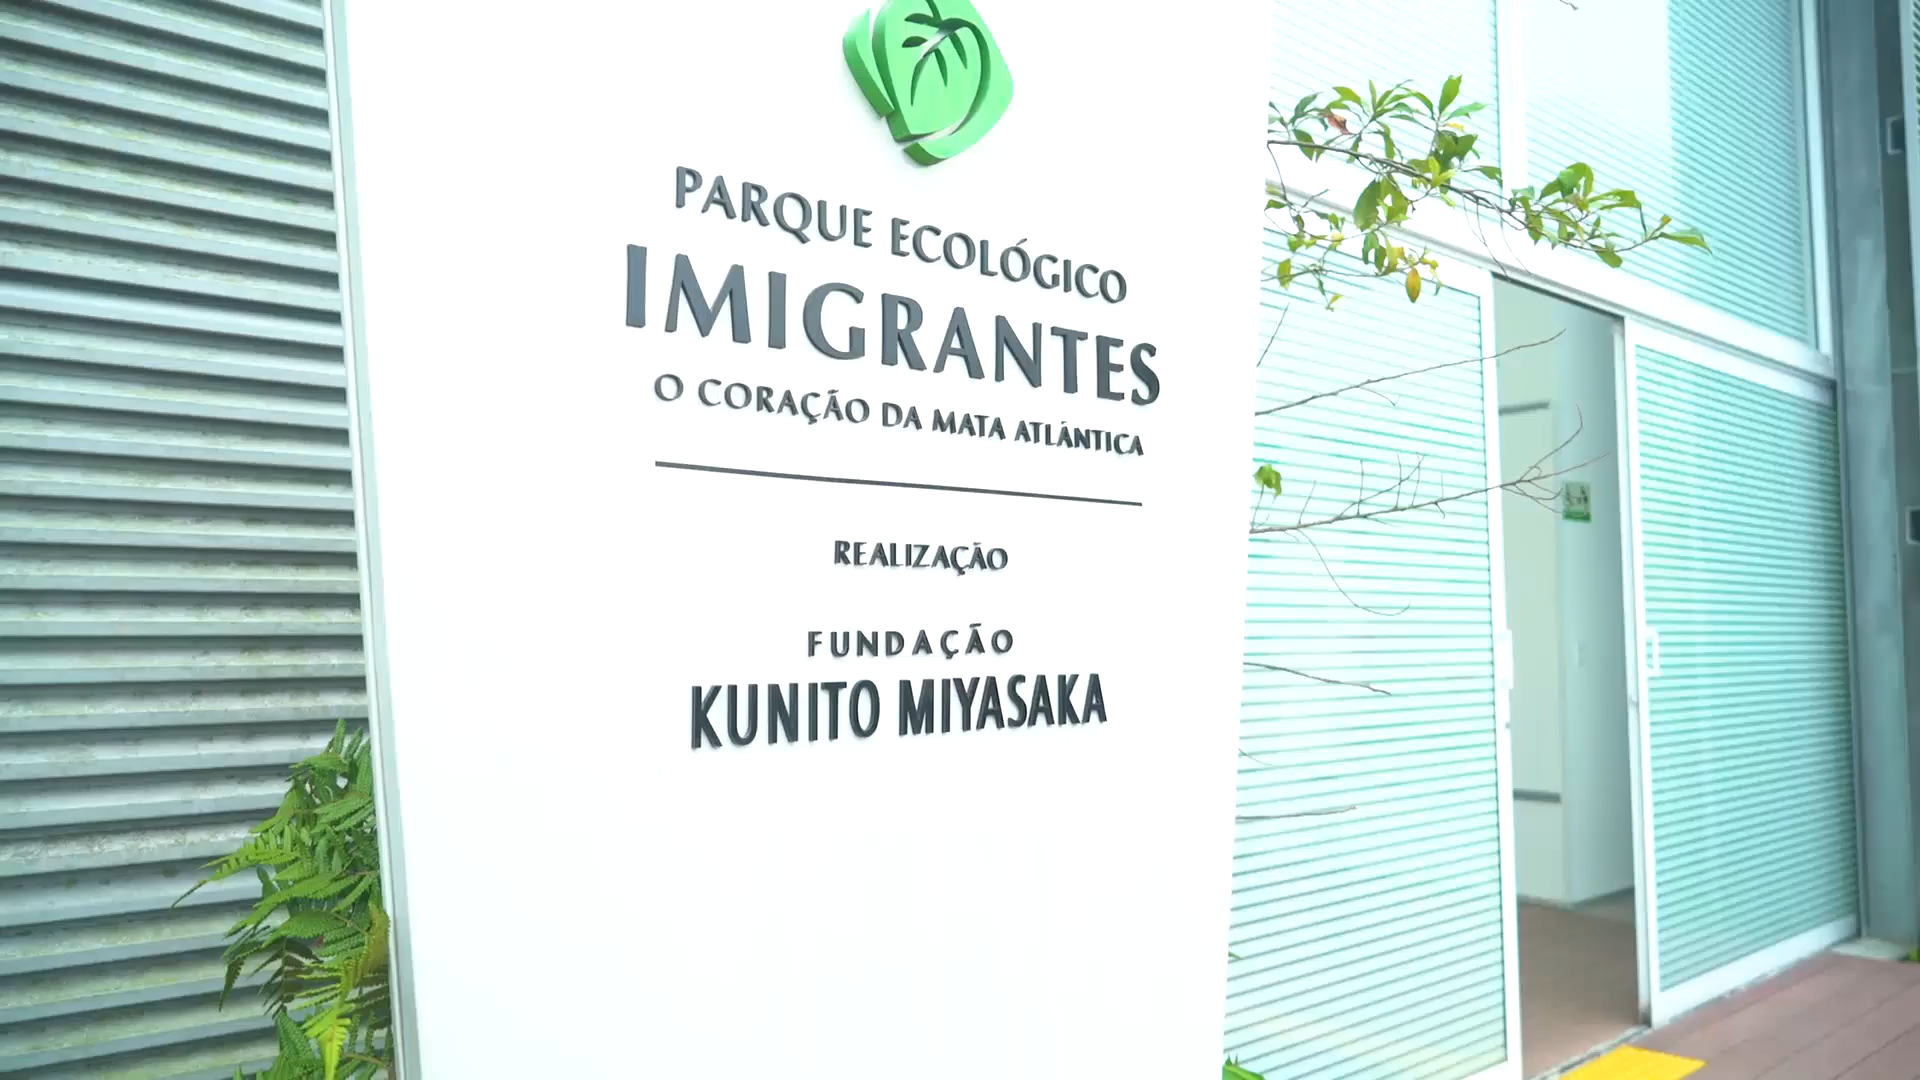 PARQUE ECOLÓGICO
IMIGRANTES
O CORAÇÃO DA MATA ATLÂNTICA
REALIZAÇÃO
FUNDAÇÃO
KUNITO MIYASAKA